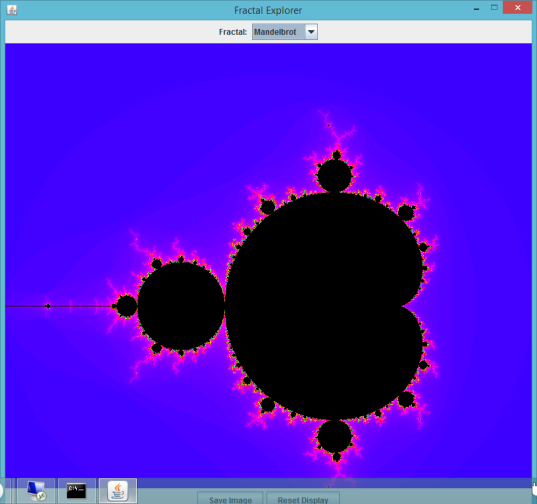 Fractal Explorer
Fractal: Mandelbrot
Save Image Reset Display